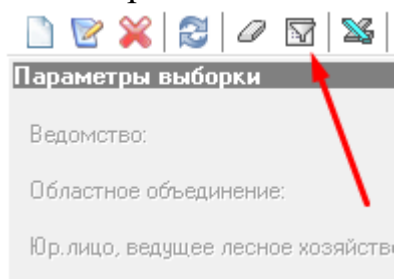 Параметры выборки
Ведомство:
Областное объединение:
Юр.лицо, ведущее лесное хозяйство